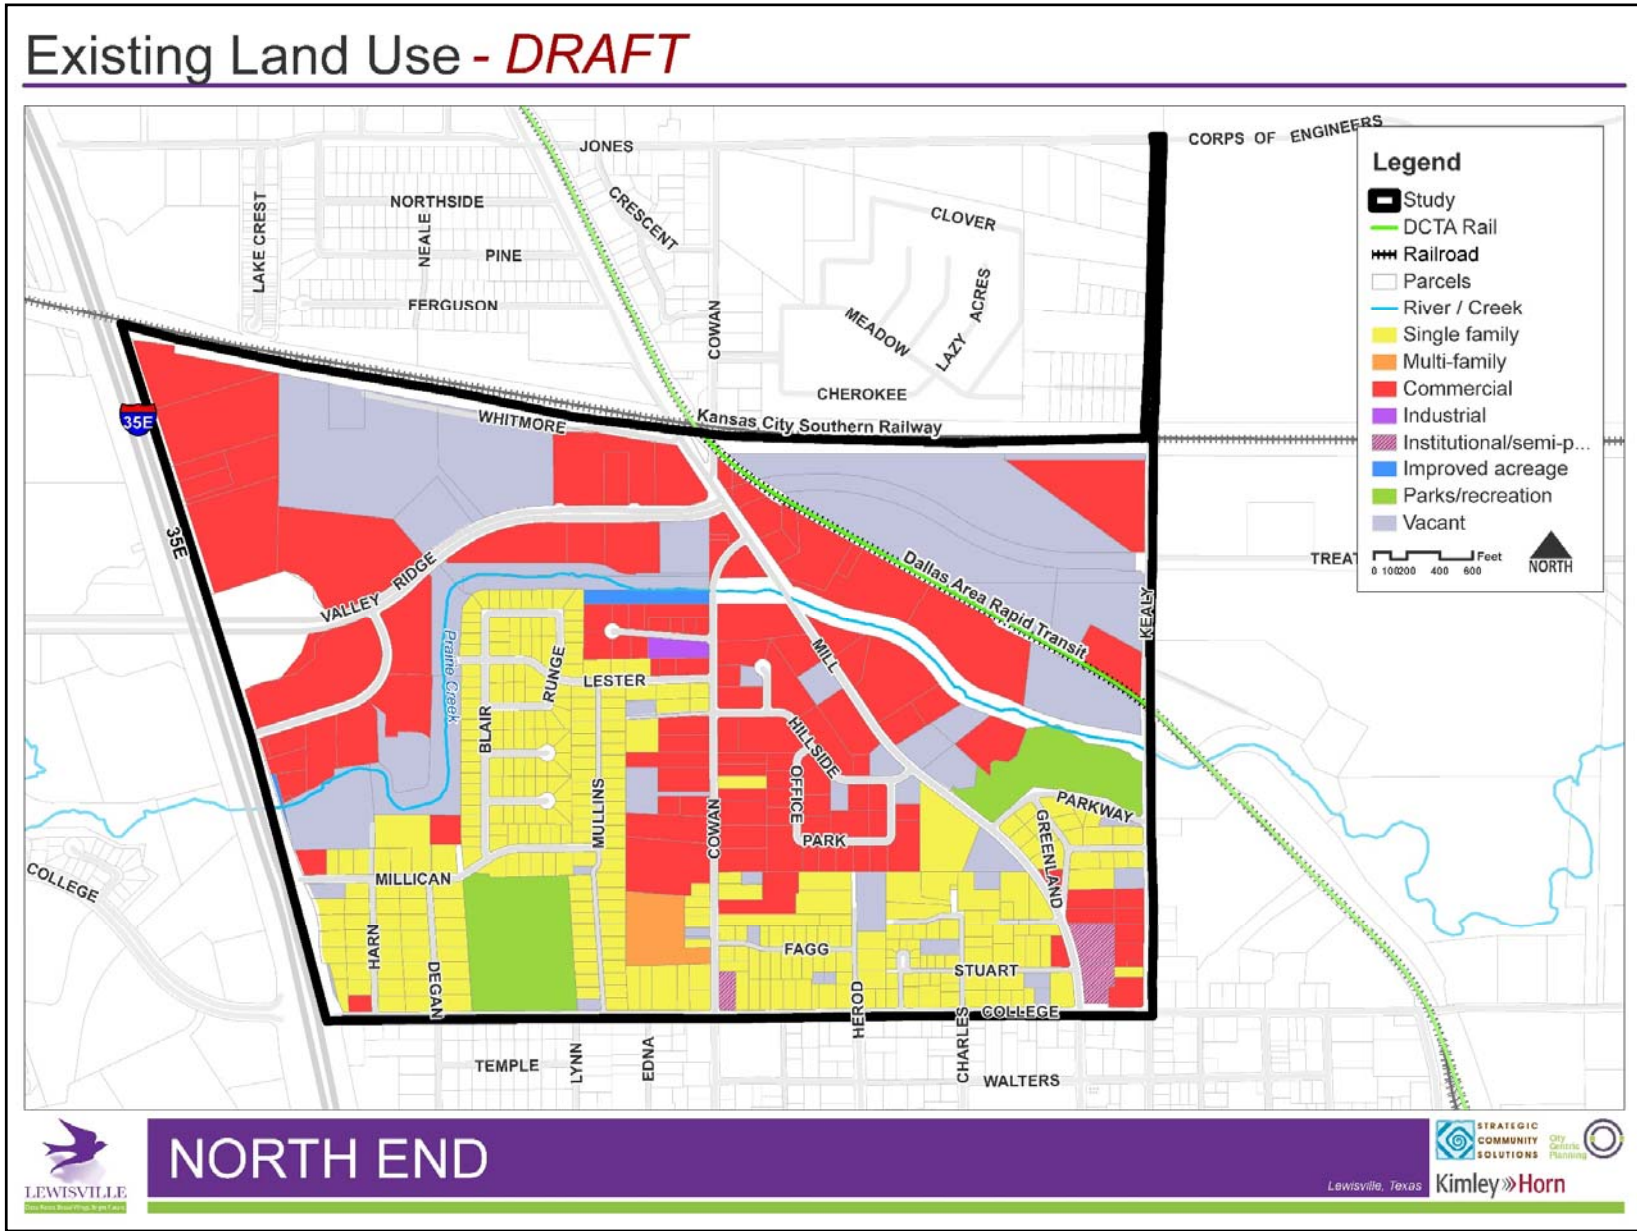 Existing Land Use - DRAFT
JONES
CORPS OF ENGINEERS
NORTHSIDE
NEALE
LAKE CREST
PINE
FERGUSON
CRESCENT
COWAN
CLOVER
MEADOW
LAZY ACRES
CHEROKEE
Legend
Study
DCTA Rail
Railroad
Parcels
River / Creek
Single family
Multi-family
Commercial
Industrial
Institutional/semi-p...
Improved acreage
Parks/recreation
Vacant
0 100200 400 600
Feet
NORTH
35E
WHITMORE
Kansas City Southern Railway
35E
VALLEY RIDGE
Dallas Area Rapid Transit
TREAT
KEALY
Prairie Creek
RUNGE
LESTER
BLAIR
MULLINS
MILL
HILLSIDE
OFFICE
PARK
COWAN
PARKWAY
GREENLAND
COLLEGE
MILLICAN
HARN
DEGAN
FAGG
STUART
HEROD
CHARLES
COLLEGE
TEMPLE
LYNN
EDNA
WALTERS
LEWISVILLE
NORTH END
Lewisville, Texas
STRATEGIC
COMMUNITY
SOLUTIONS
City
Centric
Planning
Kimley»Horn